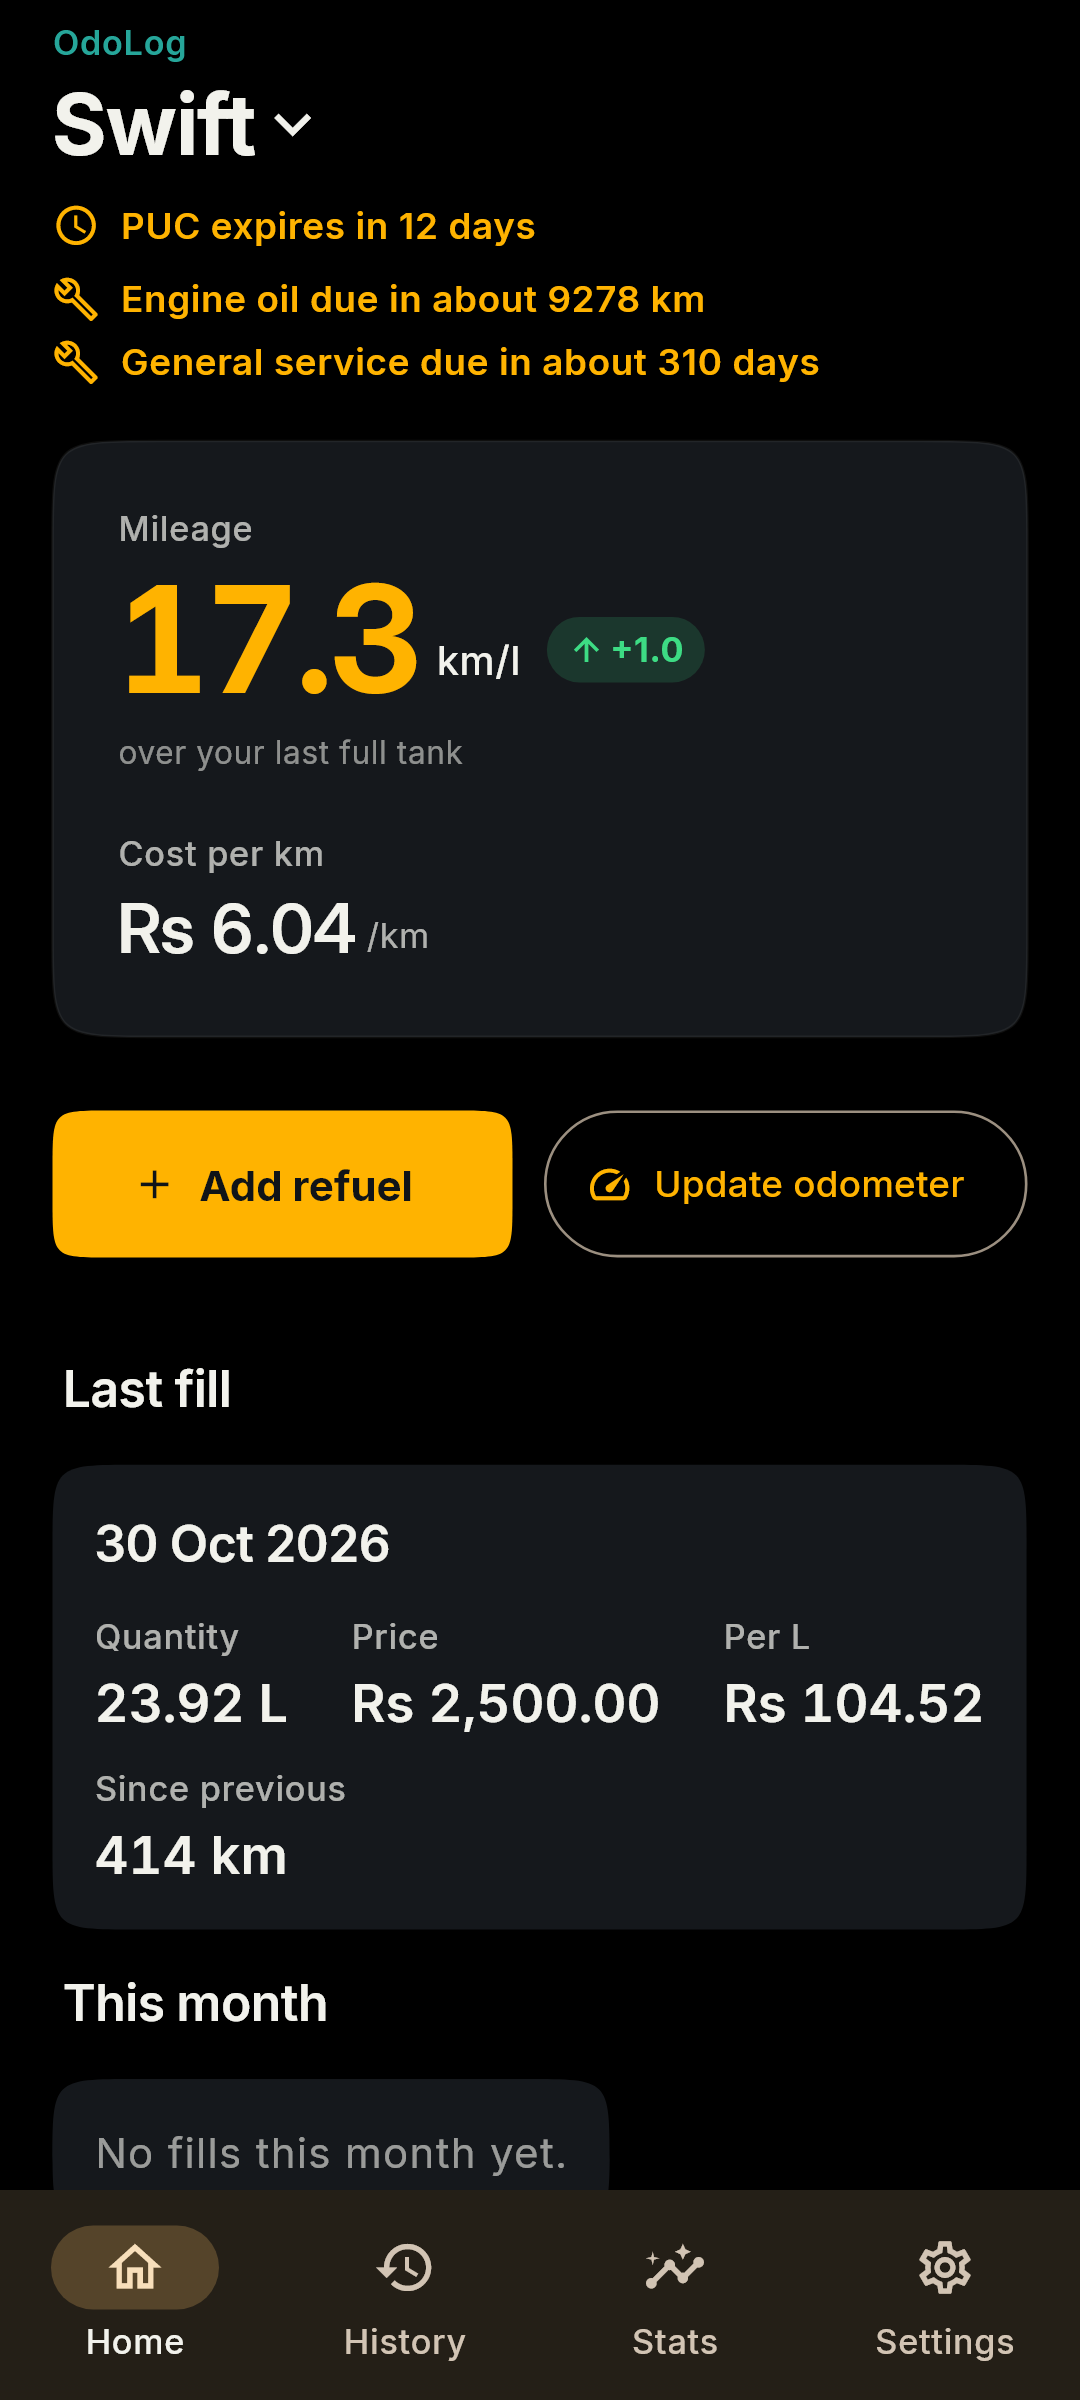 OdoLog
Swift
PUC expires in 12 days
Engine oil due in about 9278 km
General service due in about 310 days
Mileage
17.3 km/l ↑ +1.0
over your last full tank
Cost per km
Rs 6.04 /km
+ Add refuel
Update odometer
Last fill
30 Oct 2026
Quantity Price Per L
23.92 L Rs 2,500.00 Rs 104.52
Since previous
414 km
This month
No fills this month yet.
Home History Stats Settings